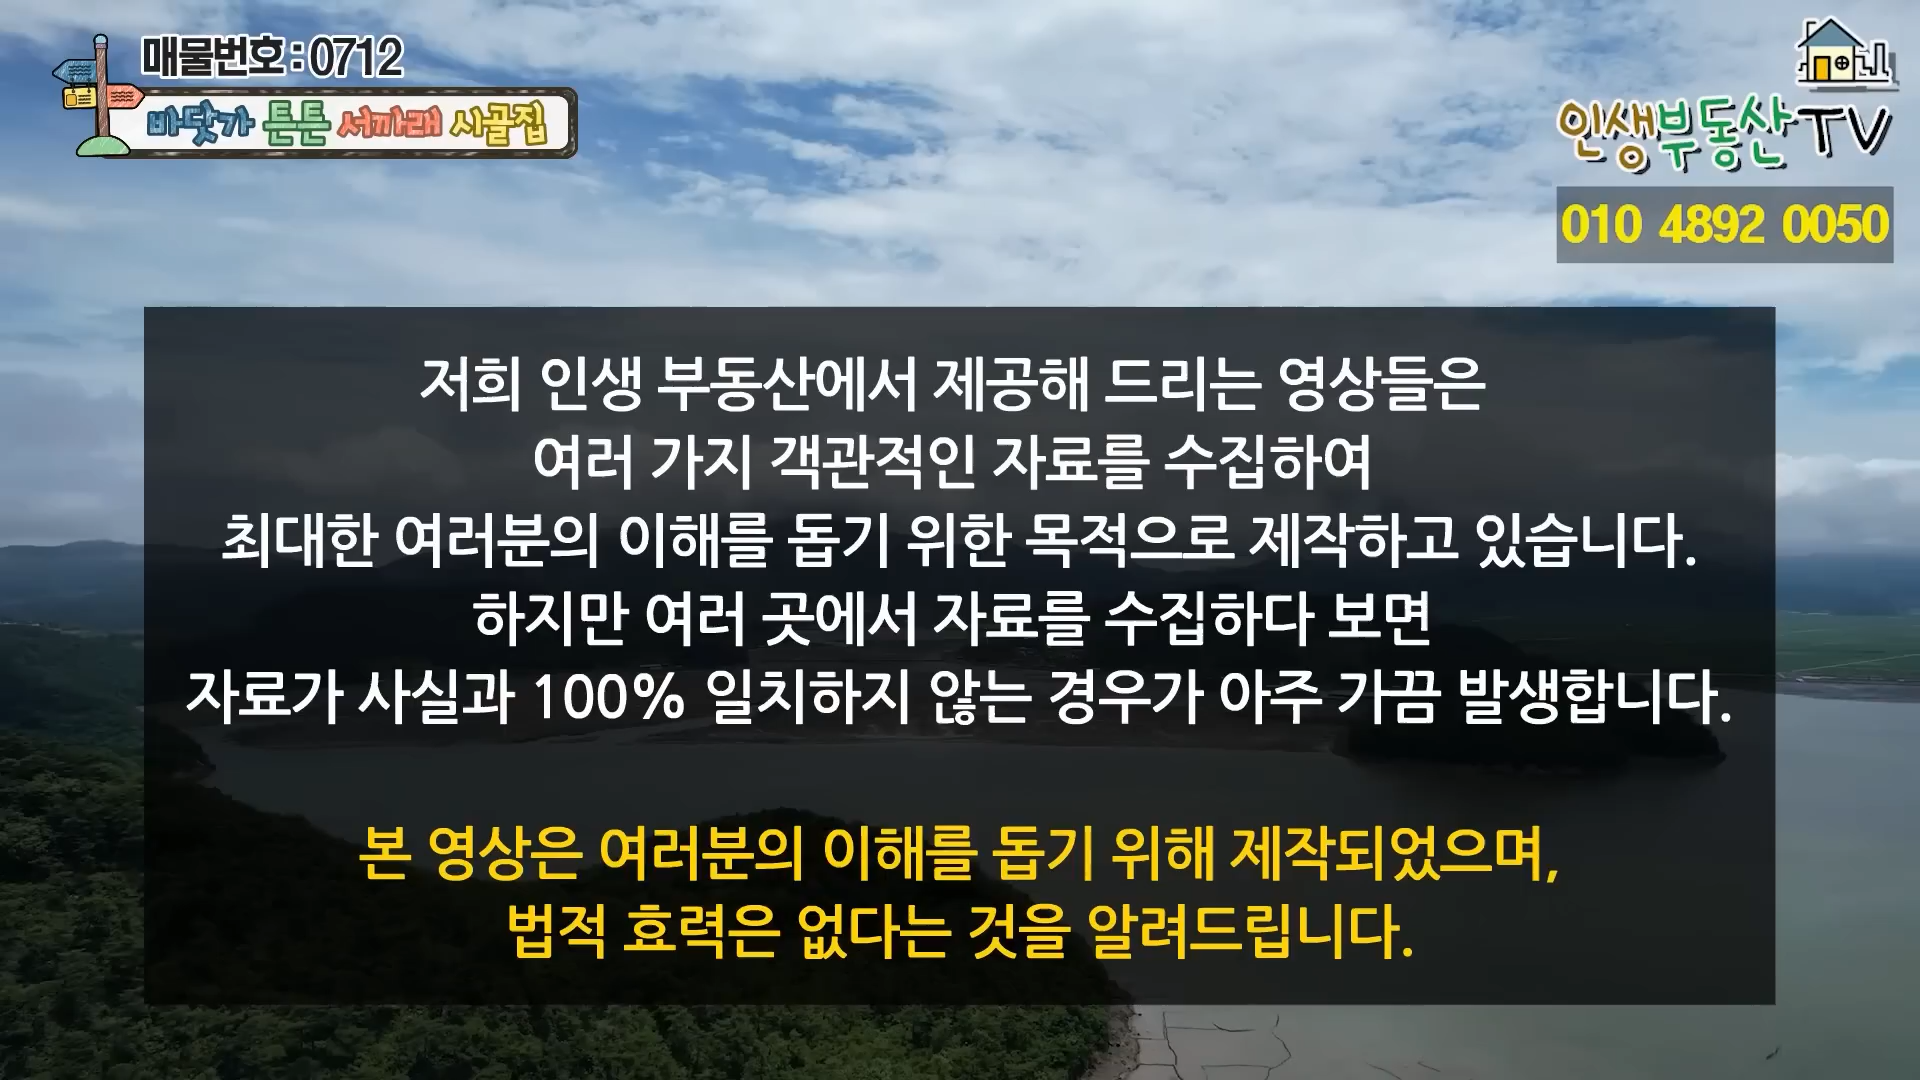 매물번호 : 0712
바닷가 튼튼 서까래 시골집
인생부동산TV
010 4892 0050
저희 인생 부동산에서 제공해 드리는 영상들은
여러 가지 객관적인 자료를 수집하여
최대한 여러분의 이해를 돕기 위한 목적으로 제작하고 있습니다.
하지만 여러 곳에서 자료를 수집하다 보면
자료가 사실과 100% 일치하지 않는 경우가 아주 가끔 발생합니다.
본 영상은 여러분의 이해를 돕기 위해 제작되었으며,
법적 효력은 없다는 것을 알려드립니다.